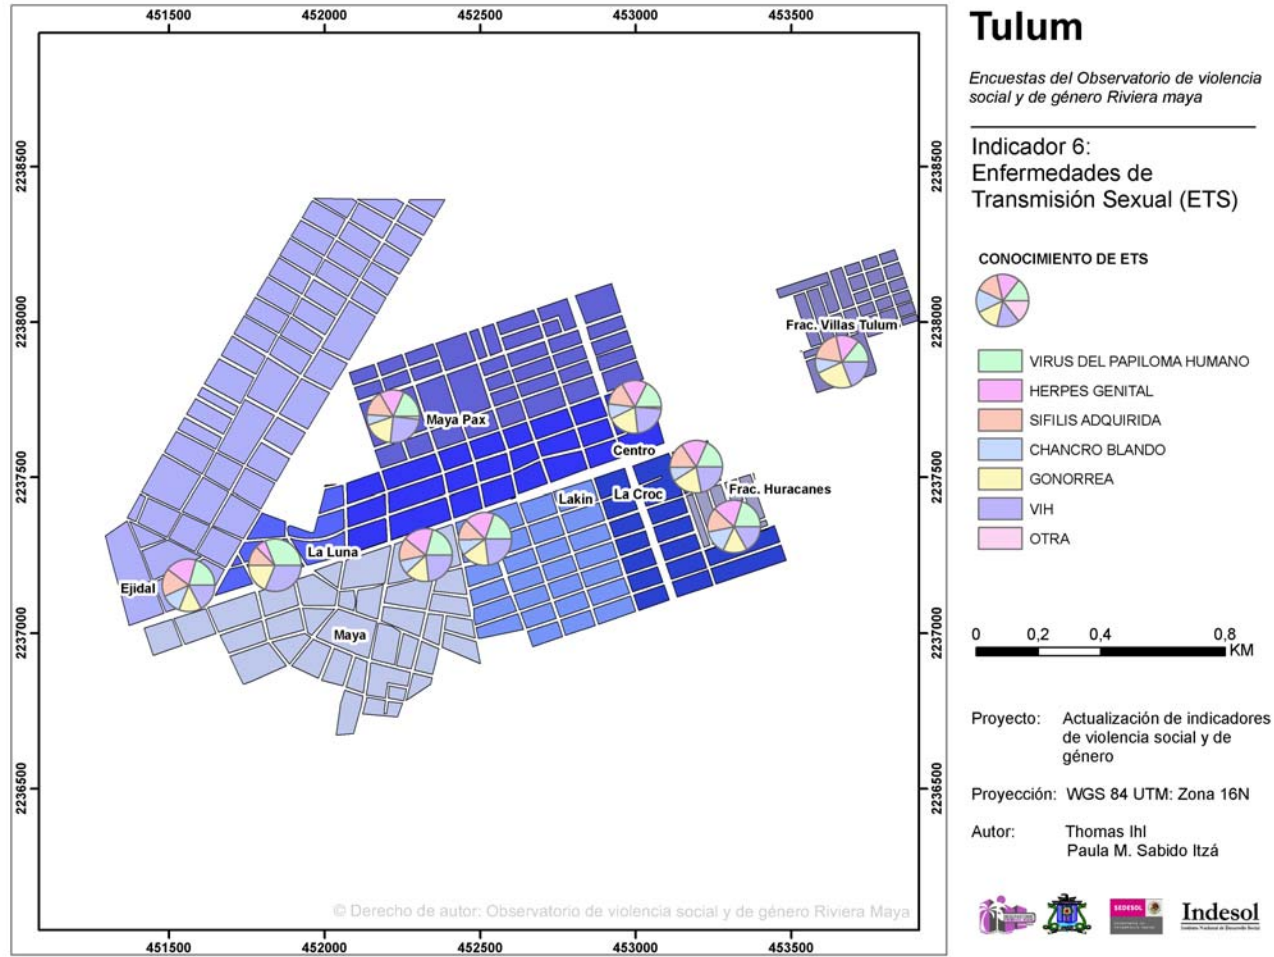 451500 452000 452500 453000 453500
Tulum
Encuestas del Observatorio de violencia
social y de género Riviera maya
Indicador 6:
Enfermedades de
Transmisión Sexual (ETS)
CONOCIMIENTO DE ETS
VIRUS DEL PAPILOMA HUMANO
HERPES GENITAL
SIFILIS ADQUIRIDA
CHANCRO BLANDO
GONORREA
VIH
OTRA
0 0,2 0,4 0,8
KM
Proyecto: Actualización de indicadores
de violencia social y de
género
Proyección: WGS 84 UTM: Zona 16N
Autor: Thomas Ihl
Paula M. Sabido Itzá
SEDESOL
Indesol
2238500
2238000
2237500
2237000
2236500
2238500
2238000
2237500
2237000
2236500
Frac. Villas Tulum
Maya Pax
Centro
Frac. Huracanes
Lakin
La Croc
La Luna
Ejidal
Maya
© Derecho de autor: Observatorio de violencia social y de género Riviera Maya
451500 452000 452500 453000 453500